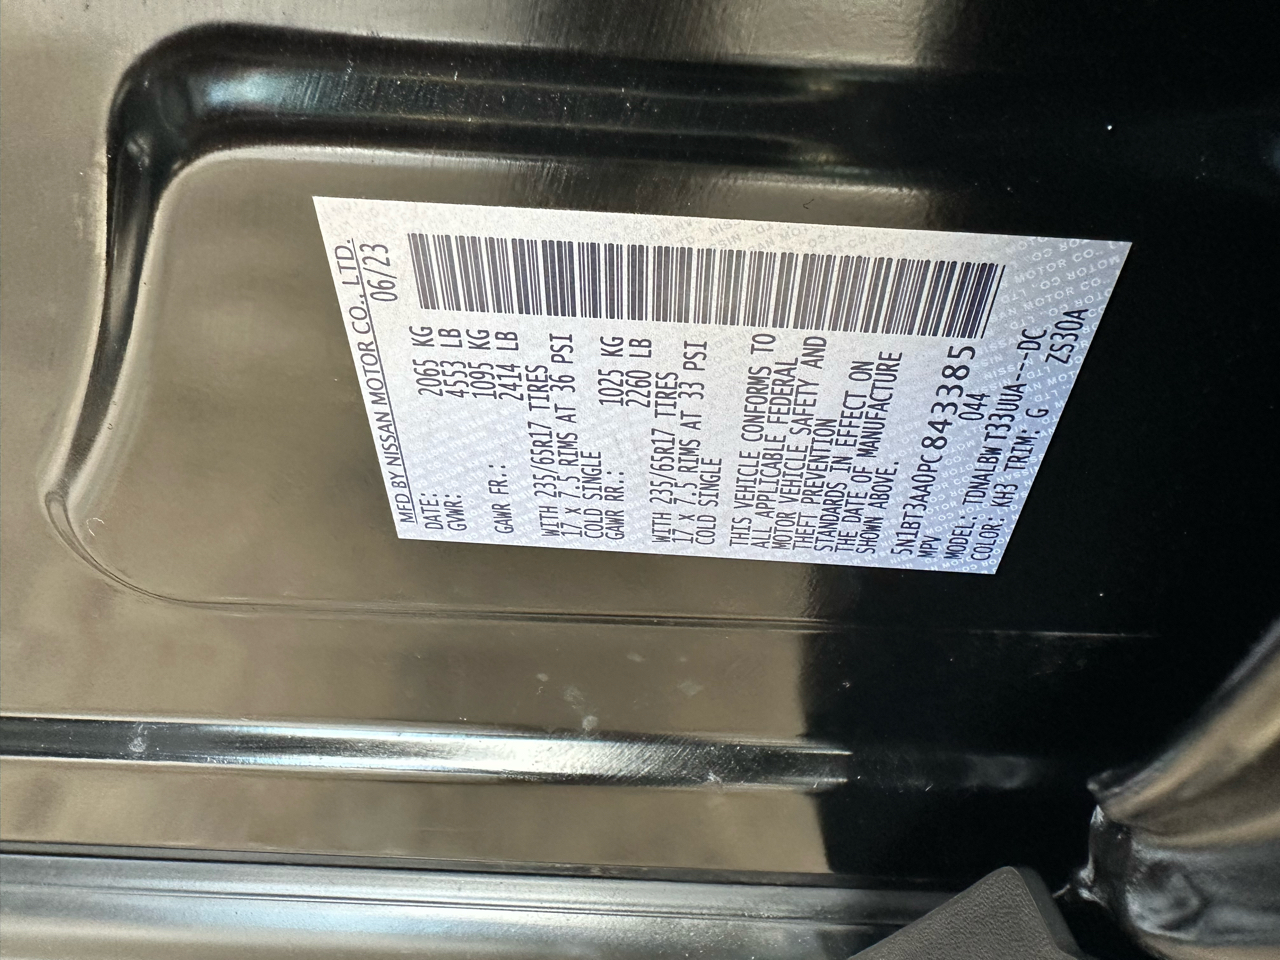 MFD BY NISSAN MOTOR CO., LTD.
DATE: 06/23
GVWR: 2065 KG
4553 LB
GAWR FR.: 1095 KG
2414 LB
WITH 235/65R17 TIRES
17 X 7.5 RIMS AT 36 PSI
COLD SINGLE
GAWR RR.: 1025 KG
2260 LB
WITH 235/65R17 TIRES
17 X 7.5 RIMS AT 33 PSI
COLD SINGLE
THIS VEHICLE CONFORMS TO
ALL APPLICABLE FEDERAL
MOTOR VEHICLE SAFETY AND
THEFT PREVENTION
STANDARDS IN EFFECT ON
THE DATE OF MANUFACTURE
SHOWN ABOVE.
5N1BT3AA0PC843385
MPV 044
MODEL: TDNALBW T33UUA---DC
COLOR: KH3 TRIM: G ZS30A